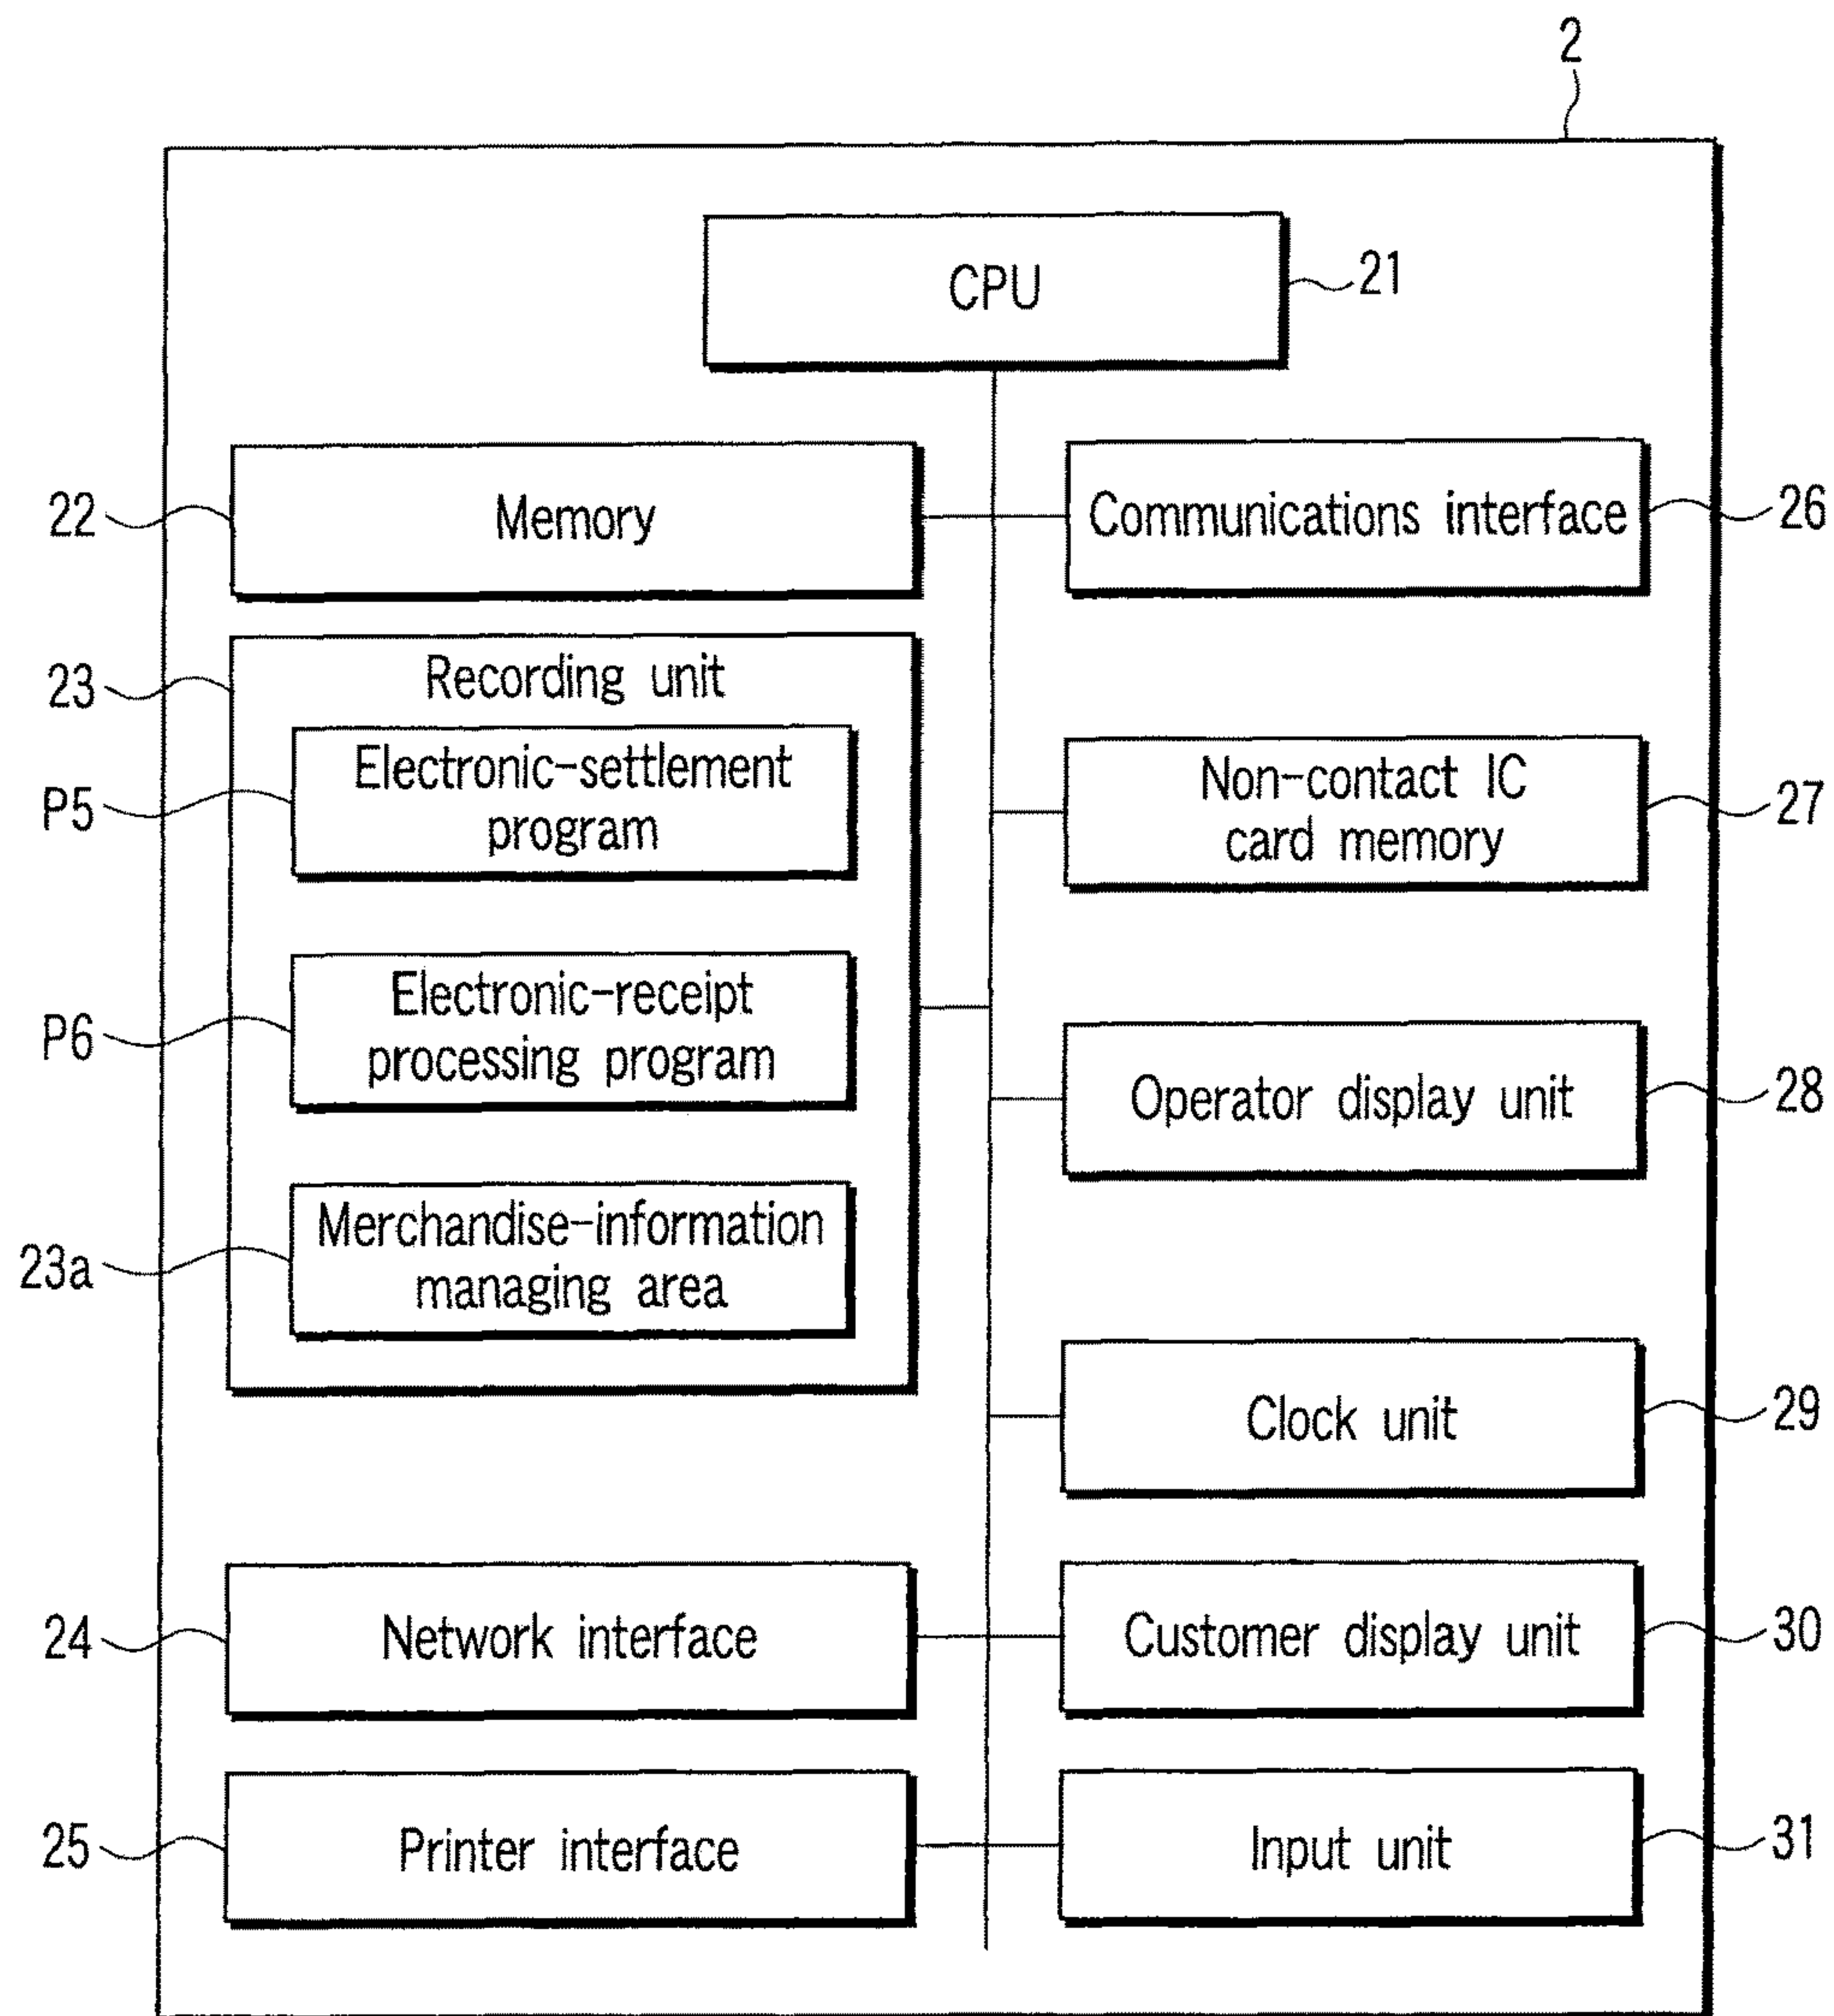 2
CPU
21
22
Memory
Communications interface
26
23
Recording unit
P5
Electronic-settlement
program
Non-contact IC
card memory
27
P6
Electronic-receipt
processing program
Operator display unit
28
23a
Merchandise-information
managing area
Clock unit
29
24
Network interface
Customer display unit
30
25
Printer interface
Input unit
31